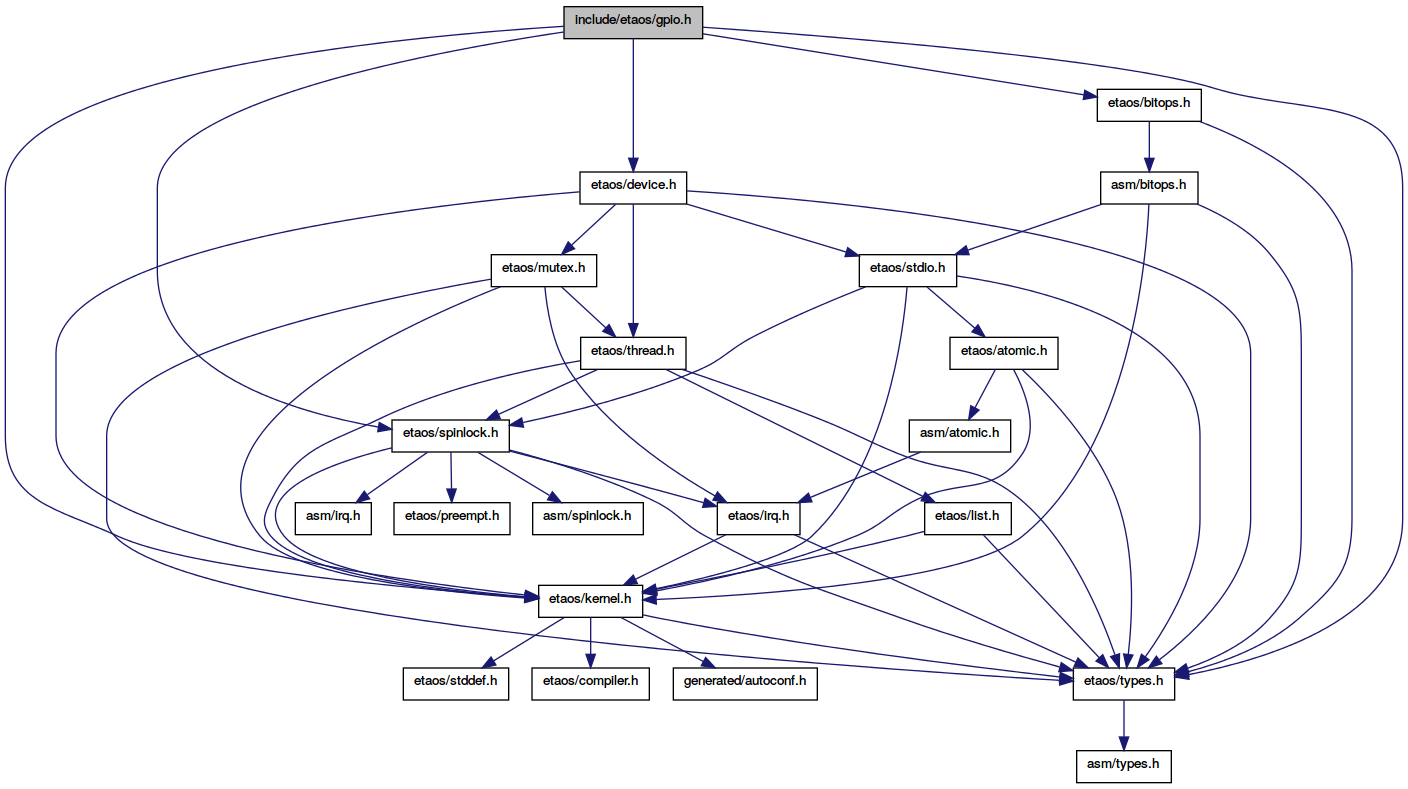 include/etaos/gpio.h
etaos/bitops.h
etaos/device.h
asm/bitops.h
etaos/mutex.h
etaos/stdio.h
etaos/thread.h
etaos/atomic.h
etaos/spinlock.h
asm/atomic.h
asm/irq.h
etaos/preempt.h
asm/spinlock.h
etaos/irq.h
etaos/list.h
etaos/kernel.h
etaos/stddef.h
etaos/compiler.h
generated/autoconf.h
etaos/types.h
asm/types.h